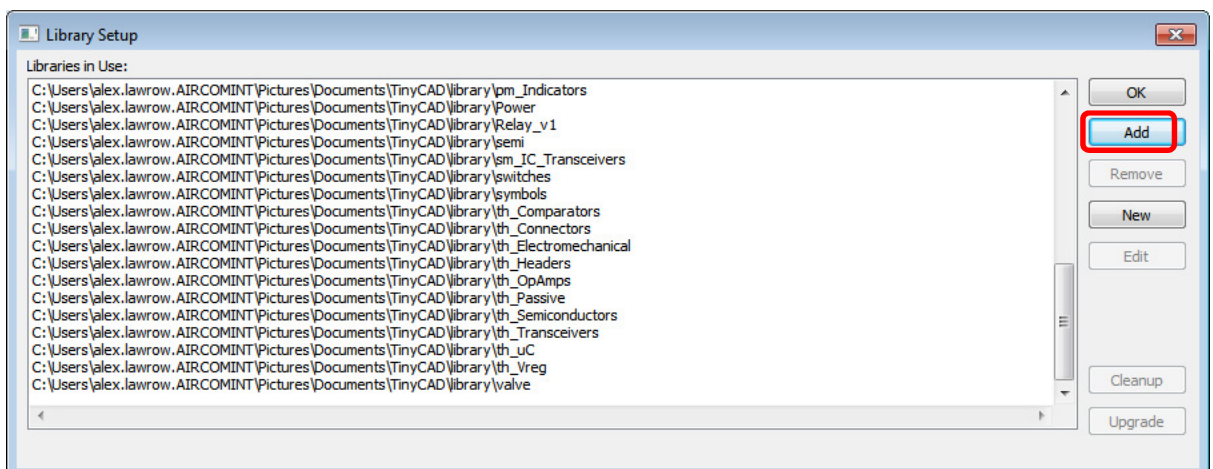 Library Setup
Libraries in Use:
C:\Users\alex.lawrow.AIRCOMINT\Pictures\Documents\TinyCAD\library\pm_Indicators
C:\Users\alex.lawrow.AIRCOMINT\Pictures\Documents\TinyCAD\library\Power
C:\Users\alex.lawrow.AIRCOMINT\Pictures\Documents\TinyCAD\library\Relay_v1
C:\Users\alex.lawrow.AIRCOMINT\Pictures\Documents\TinyCAD\library\semi
C:\Users\alex.lawrow.AIRCOMINT\Pictures\Documents\TinyCAD\library\sm_IC_Transceivers
C:\Users\alex.lawrow.AIRCOMINT\Pictures\Documents\TinyCAD\library\switches
C:\Users\alex.lawrow.AIRCOMINT\Pictures\Documents\TinyCAD\library\symbols
C:\Users\alex.lawrow.AIRCOMINT\Pictures\Documents\TinyCAD\library\th_Comparators
C:\Users\alex.lawrow.AIRCOMINT\Pictures\Documents\TinyCAD\library\th_Connectors
C:\Users\alex.lawrow.AIRCOMINT\Pictures\Documents\TinyCAD\library\th_Electromechanical
C:\Users\alex.lawrow.AIRCOMINT\Pictures\Documents\TinyCAD\library\th_Headers
C:\Users\alex.lawrow.AIRCOMINT\Pictures\Documents\TinyCAD\library\th_OpAmps
C:\Users\alex.lawrow.AIRCOMINT\Pictures\Documents\TinyCAD\library\th_Passive
C:\Users\alex.lawrow.AIRCOMINT\Pictures\Documents\TinyCAD\library\th_Semiconductors
C:\Users\alex.lawrow.AIRCOMINT\Pictures\Documents\TinyCAD\library\th_Transceivers
C:\Users\alex.lawrow.AIRCOMINT\Pictures\Documents\TinyCAD\library\th_uC
C:\Users\alex.lawrow.AIRCOMINT\Pictures\Documents\TinyCAD\library\th_Vreg
C:\Users\alex.lawrow.AIRCOMINT\Pictures\Documents\TinyCAD\library\valve
OK
Add
Remove
New
Edit
Cleanup
Upgrade